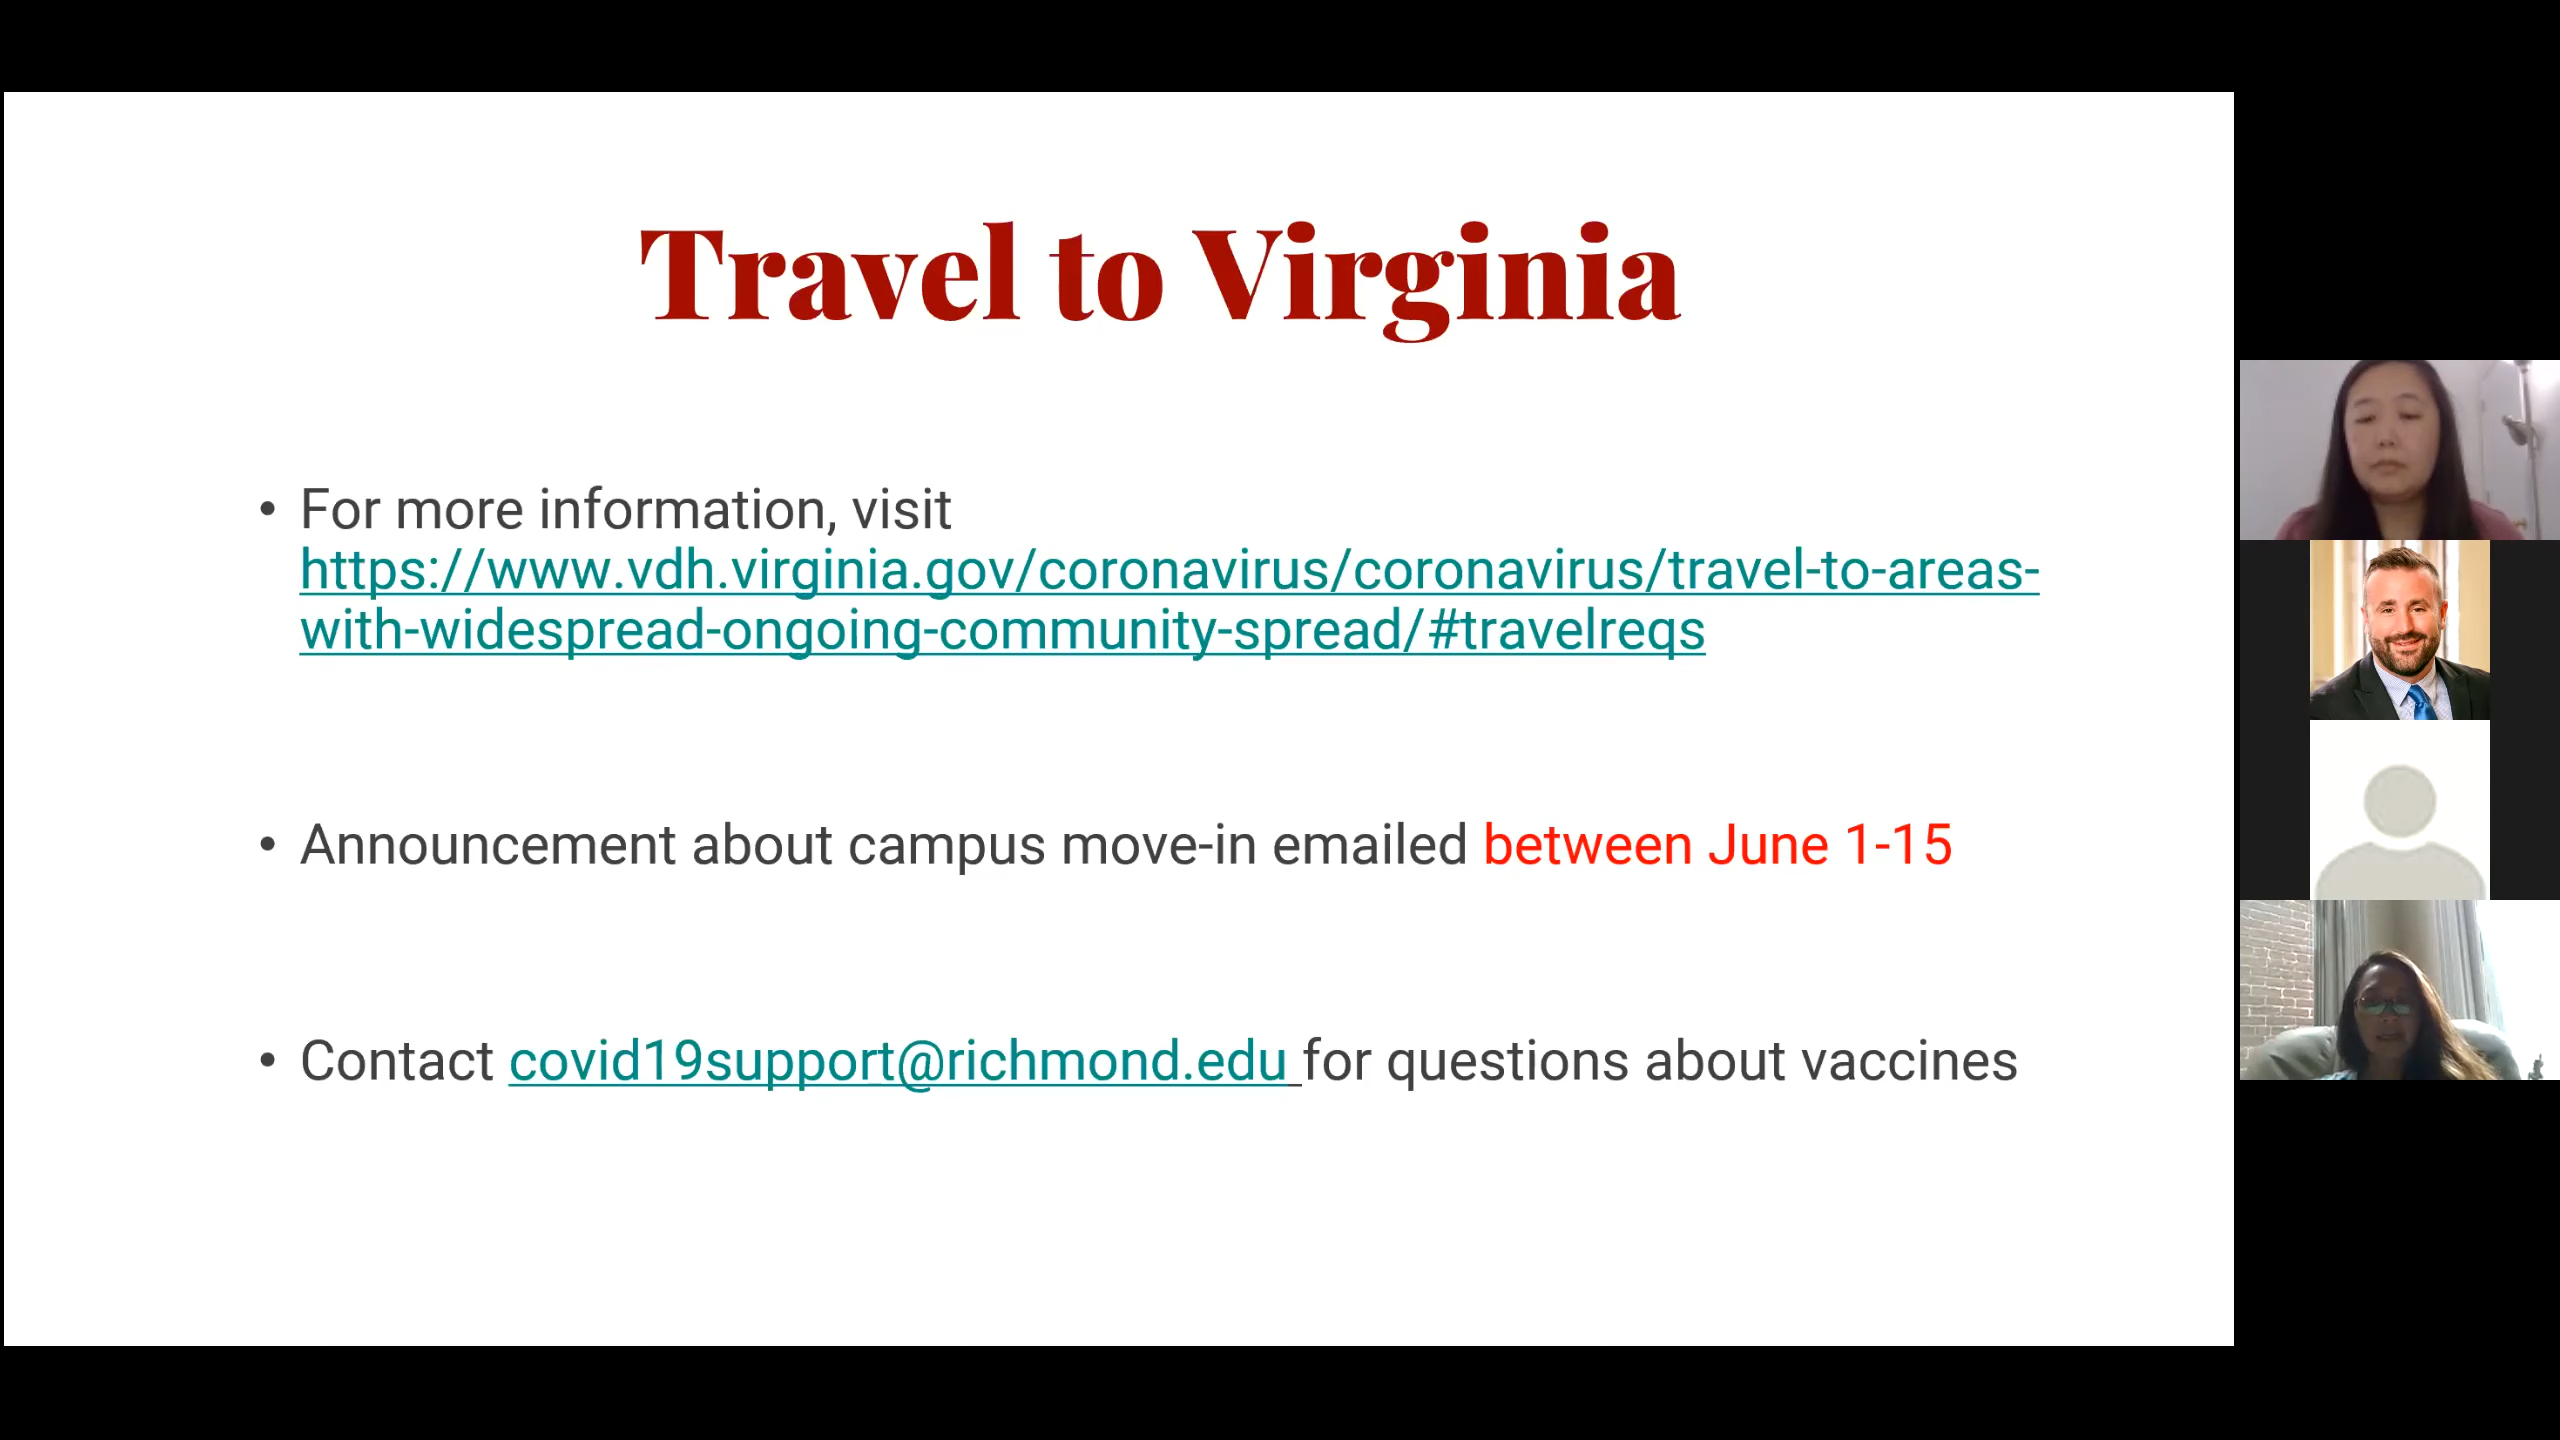 Travel to Virginia
• For more information, visit
https://www.vdh.virginia.gov/coronavirus/coronavirus/travel-to-areas-
with-widespread-ongoing-community-spread/#travelreqs
• Announcement about campus move-in emailed between June 1-15
• Contact covid19support@richmond.edu for questions about vaccines